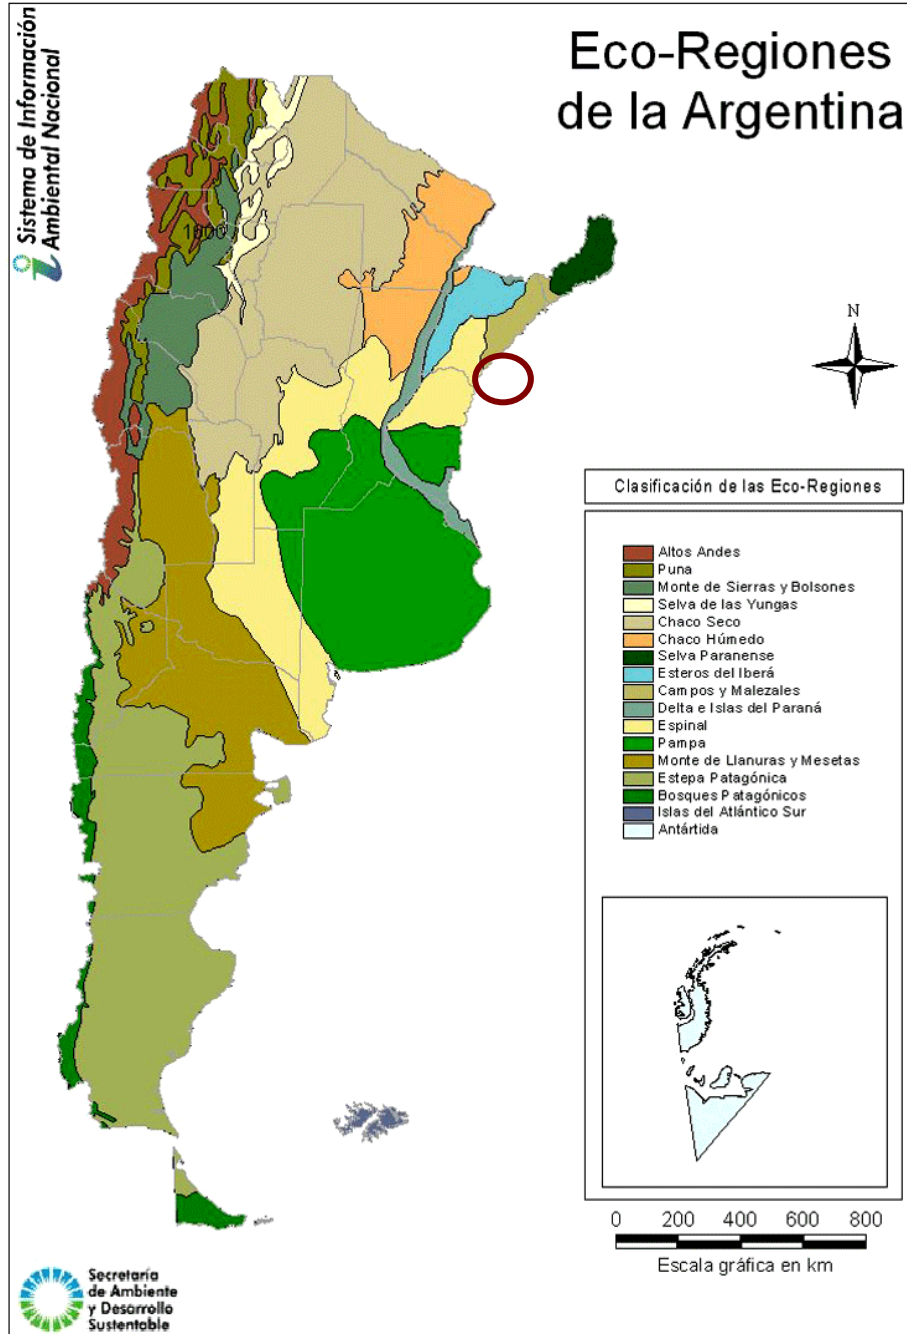 Eco-Regiones
de la Argentina
Sistema de Información
Ambiental Nacional
1000
N
Clasificación de las Eco-Regiones
Altos Andes
Puna
Monte de Sierras y Bolsones
Selva de las Yungas
Chaco Seco
Chaco Húmedo
Selva Paranense
Esteros del Iberá
Campos y Malezales
Delta e Islas del Paraná
Espinal
Pampa
Monte de Llanuras y Mesetas
Estepa Patagónica
Bosques Patagónicos
Islas del Atlántico Sur
Antártida
0 200 400 600 800
Escala gráfica en km
Secretaría
de Ambiente
y Desarrollo
Sustentable